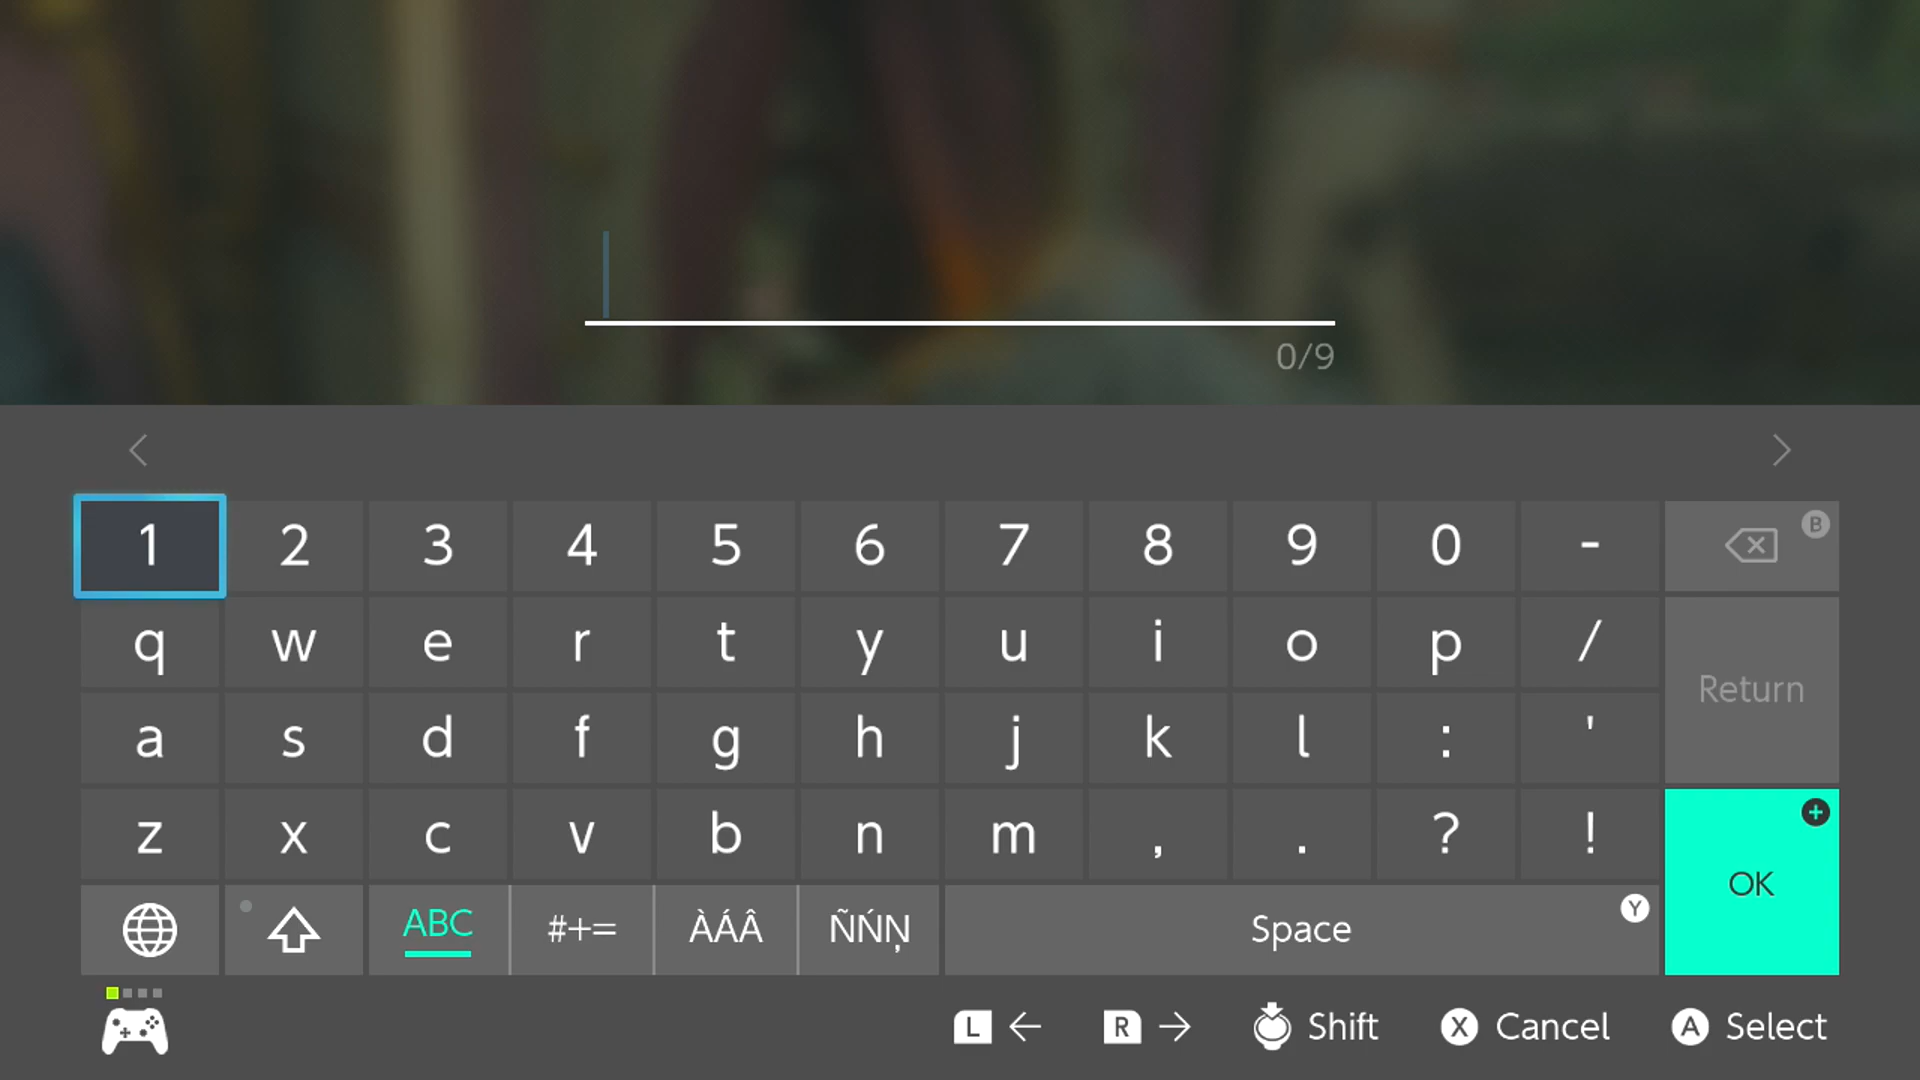 0/9
1 2 3 4 5 6 7 8 9 0 - B
q w e r t y u i o p / Return
a s d f g h j k l : '
z x c v b n m , . ? ! + OK
ABC #+= ÀÁÂ ÑŃŅ Space Y
L ← R → Shift X Cancel A Select